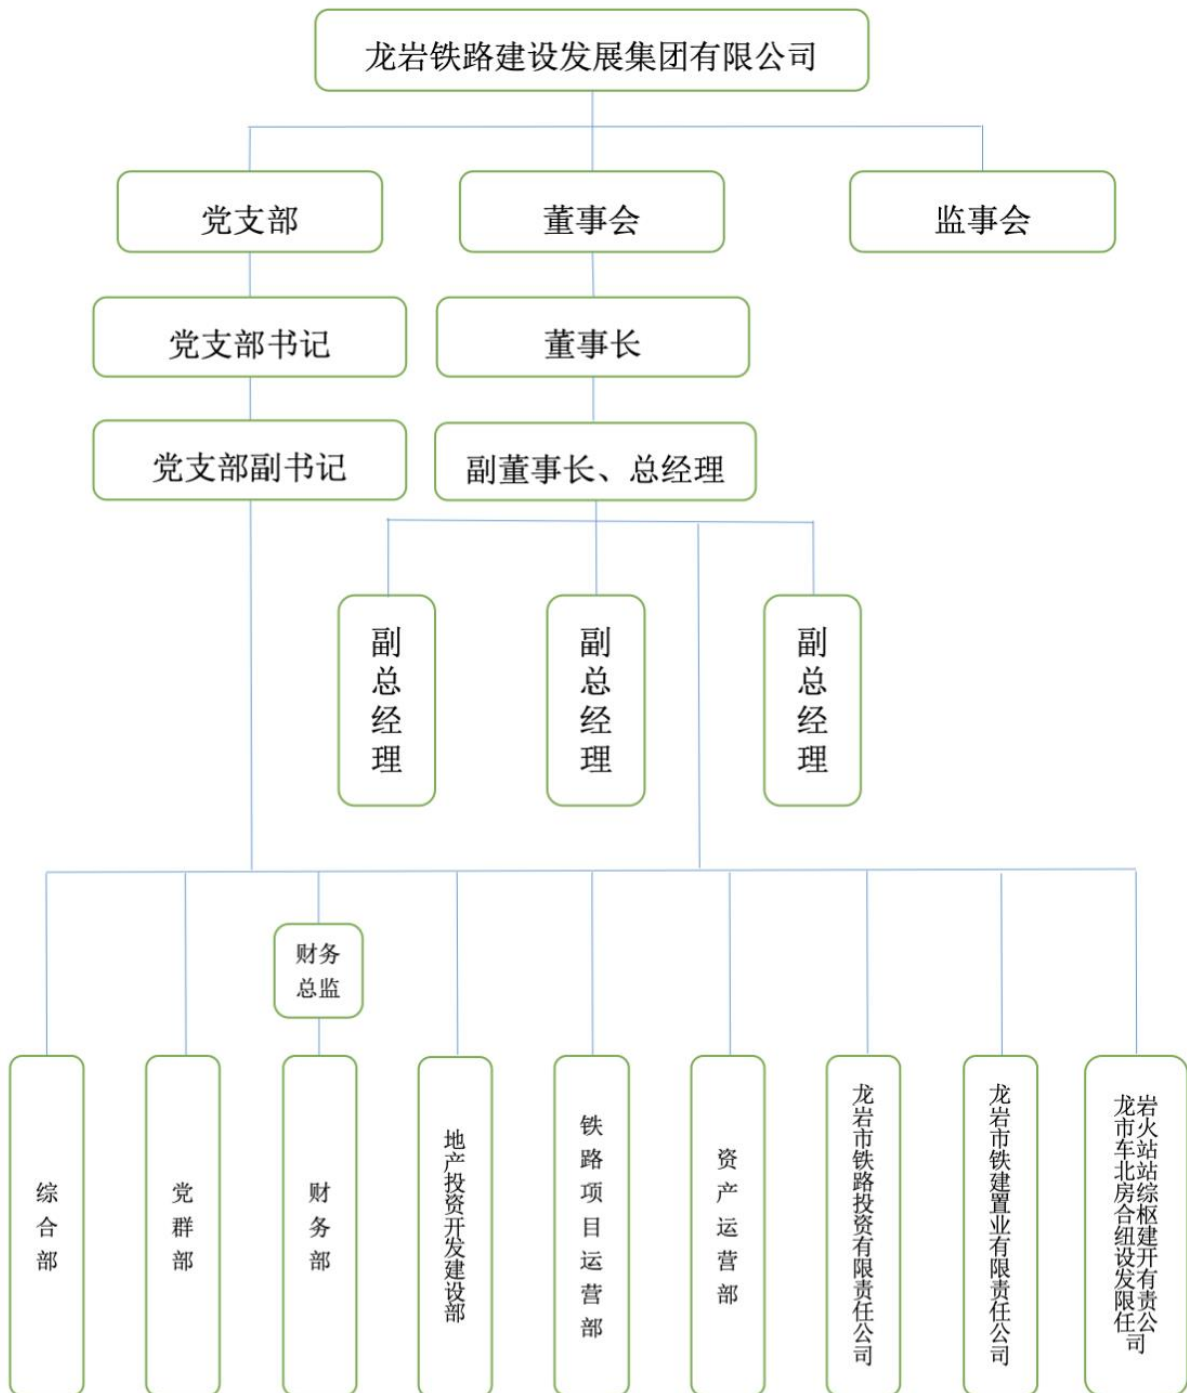 龙岩铁路建设发展集团有限公司
党支部
董事会
监事会
党支部书记
董事长
党支部副书记
副董事长、总经理
副总经理
副总经理
副总经理
财务
总监
综合部
党群部
财务部
地产投资开发建设部
铁路项目运营部
资产运营部
龙岩市铁路投资有限责任公司
龙岩市铁建置业有限责任公司
龙岩市火车站北站房综合枢纽建设开发有限责任公司